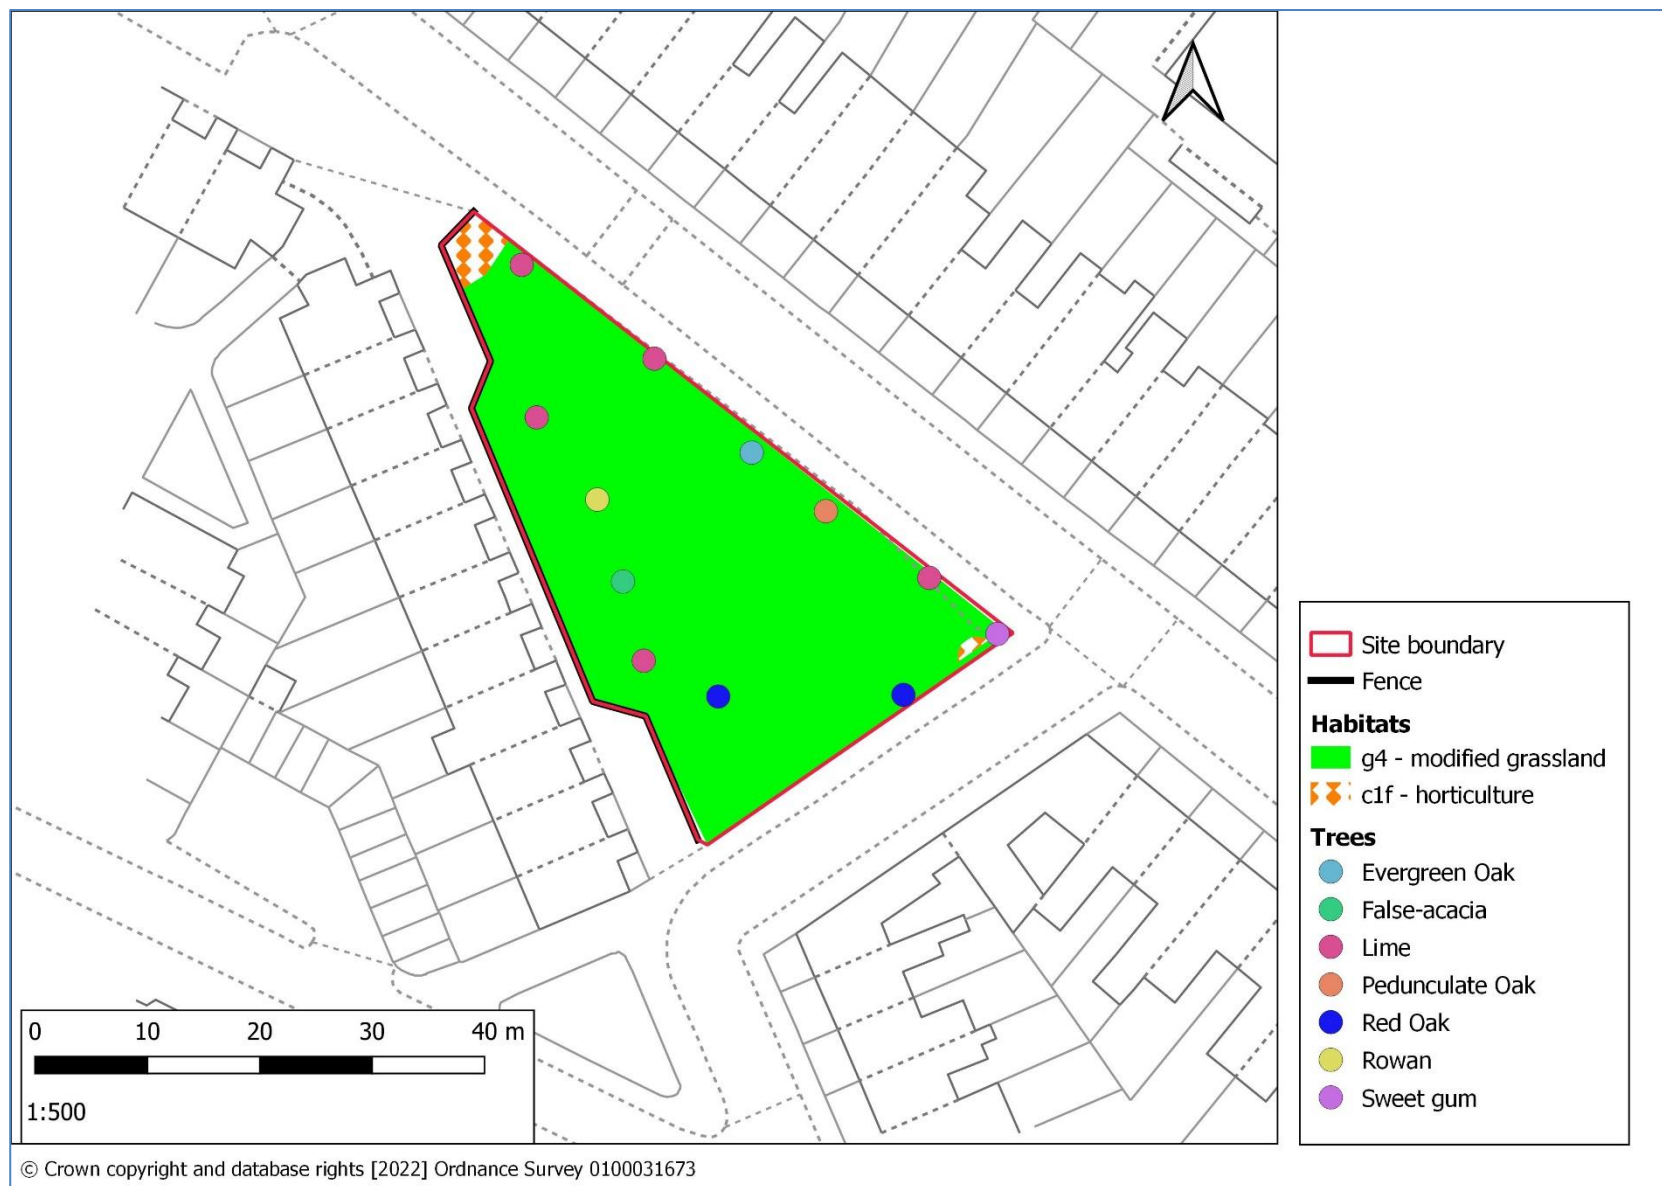 Site boundary
Fence
Habitats
g4 - modified grassland
c1f - horticulture
Trees
Evergreen Oak
False-acacia
Lime
Pedunculate Oak
Red Oak
Rowan
Sweet gum
0 10 20 30 40 m
1:500
© Crown copyright and database rights [2022] Ordnance Survey 0100031673